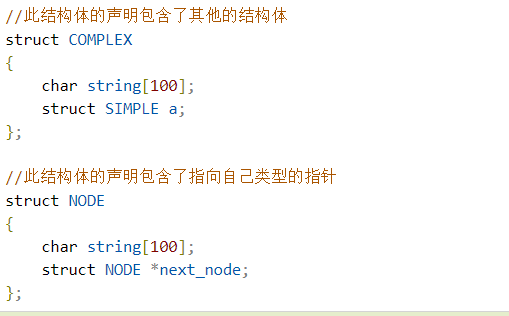 //此结构体的声明包含了其他的结构体
struct COMPLEX
{
    char string[100];
    struct SIMPLE a;
};
//此结构体的声明包含了指向自己类型的指针
struct NODE
{
    char string[100];
    struct NODE *next_node;
};